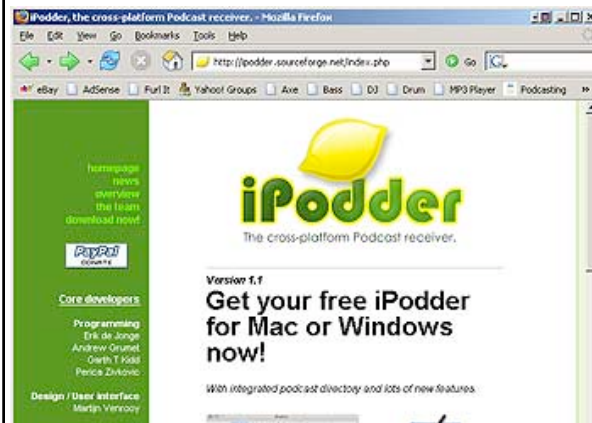 iPodder, the cross-platform Podcast receiver. - Mozilla Firefox
File Edit View Go Bookmarks Tools Help
http://ipodder.sourceforge.net/index.php Go
eBay AdSense Furl It Yahoo! Groups Axe Bass DJ Drum MP3 Player Podcasting »
homepage
news
overview
the team
download now!
PayPal
DONATE
Core developers
Programming
Erik de Jonge
Andrew Grumet
Garth T Kidd
Perica Zivkovic
Design / User interface
Martijn Venrooy
iPodder
The cross-platform Podcast receiver.
Version 1.1
Get your free iPodder
for Mac or Windows
now!
With integrated podcast directory and lots of new features.